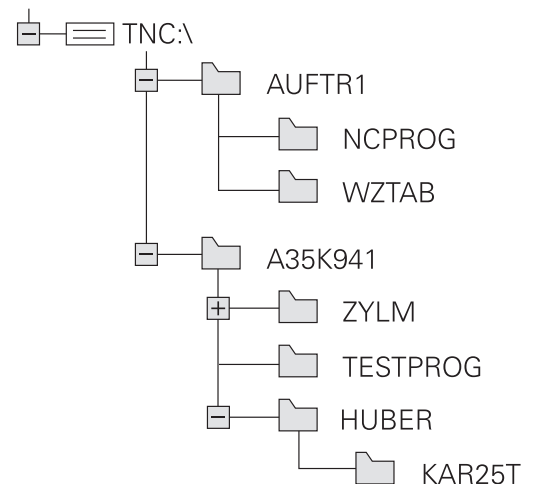 TNC:\
AUFTR1
NCPROG
WZTAB
A35K941
ZYLM
TESTPROG
HUBER
KAR25T